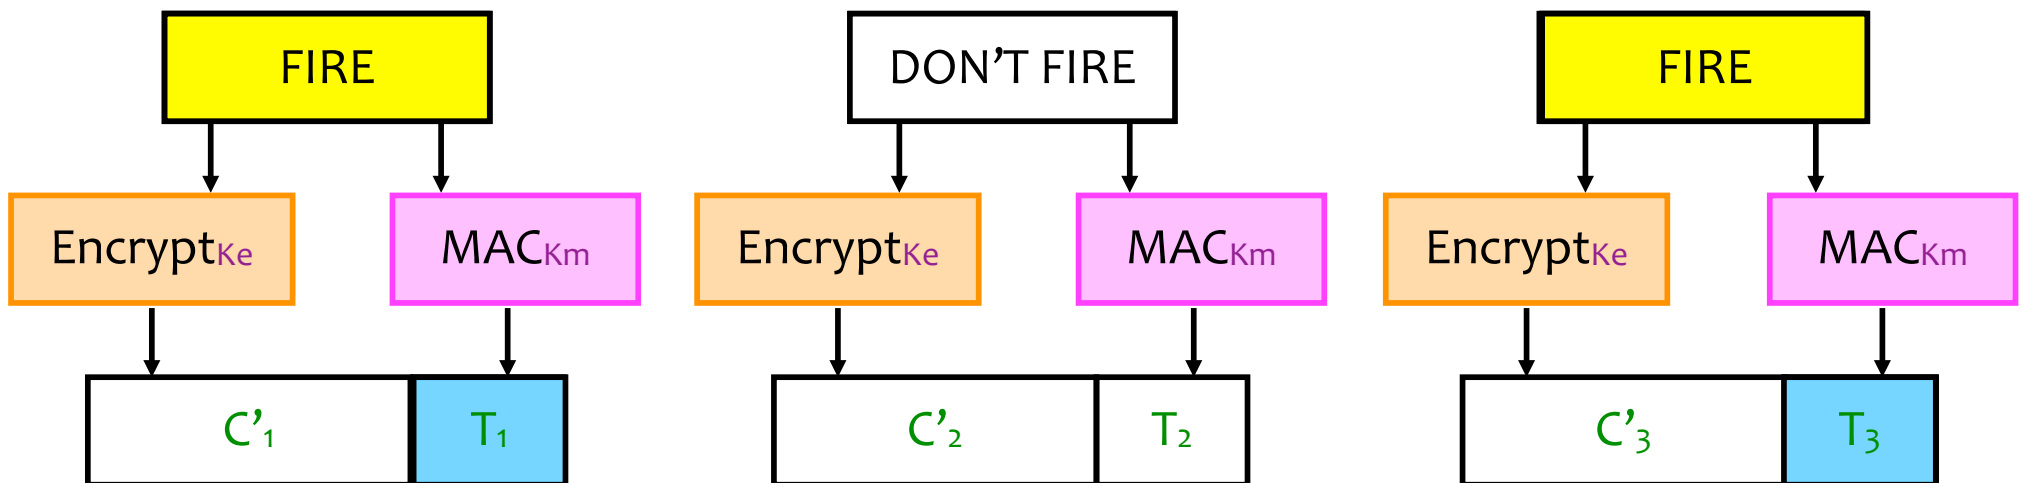 FIRE DON’T FIRE FIRE
EncryptKe MACKm EncryptKe MACKm EncryptKe MACKm
C’1 T1 C’2 T2 C’3 T3